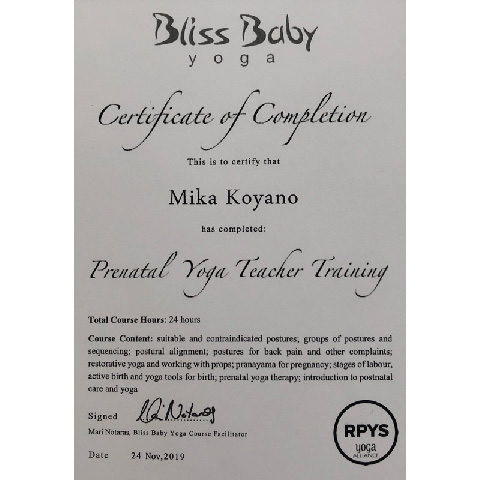 Bliss Baby
yoga
Certificate of Completion
This is to certify that
Mika Koyano
has completed:
Prenatal Yoga Teacher Training
Total Course Hours: 24 hours
Course Content: suitable and contraindicated postures; groups of postures and
sequencing; postural alignment; postures for back pain and other complaints;
restorative yoga and working with props; pranayama for pregnancy; stages of labour,
active birth and yoga tools for birth; prenatal yoga therapy; introduction to postnatal
care and yoga
Signed
Mari Notaras, Bliss Baby Yoga Course Facilitator
Date 24 Nov,2019
RPYS
yoga
ALLIANCE